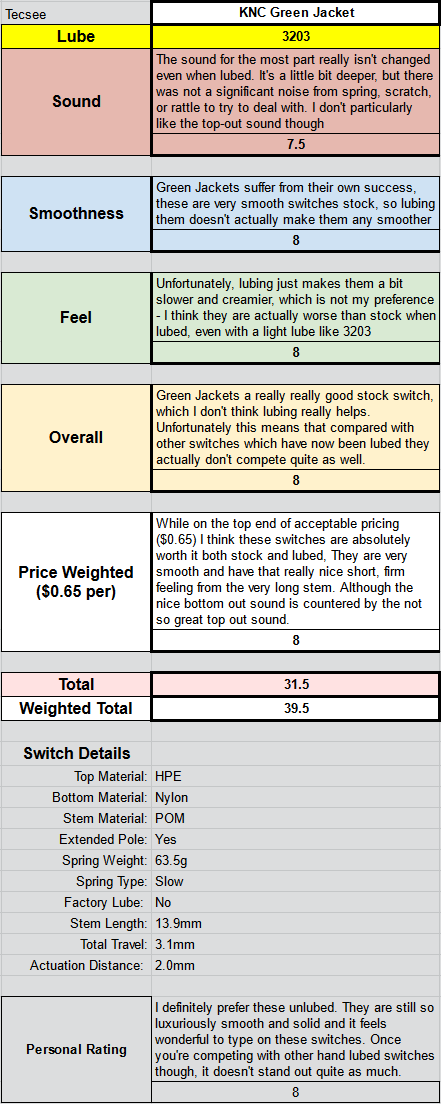 Tecsee
KNC Green Jacket
Lube
3203
Sound
The sound for the most part really isn't changed
even when lubed. It's a little bit deeper, but there
was not a significant noise from spring, scratch,
or rattle to try to deal with. I don't particularly
like the top-out sound though
7.5
Smoothness
Green Jackets suffer from their own success,
these are very smooth switches stock, so lubing
them doesn't actually make them any smoother
8
Feel
Unfortunately, lubing just makes them a bit
slower and creamier, which is not my preference
- I think they are actually worse than stock when
lubed, even with a light lube like 3203
8
Overall
Green Jackets a really really good stock switch,
which I don't think lubing really helps.
Unfortunately this means that compared with
other switches which have now been lubed they
actually don't compete quite as well.
8
Price Weighted
($0.65 per)
While on the top end of acceptable pricing
($0.65) I think these switches are absolutely
worth it both stock and lubed, They are very
smooth and have that really nice short, firm
feeling from the very long stem. Although the
nice bottom out sound is countered by the not
so great top out sound.
8
Total
31.5
Weighted Total
39.5
Switch Details
Top Material: HPE
Bottom Material: Nylon
Stem Material: POM
Extended Pole: Yes
Spring Weight: 63.5g
Spring Type: Slow
Factory Lube: No
Stem Length: 13.9mm
Total Travel: 3.1mm
Actuation Distance: 2.0mm
Personal Rating
I definitely prefer these unlubed. They are still so
luxuriously smooth and solid and it feels
wonderful to type on these switches. Once
you're competing with other hand lubed switches
though, it doesn't stand out quite as much.
8